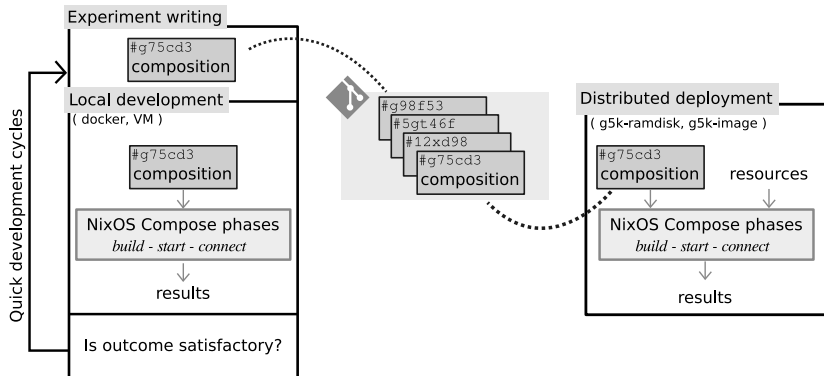 Experiment writing
#g75cd3
composition
Quick development cycles
Local development
( docker, VM )
#g75cd3
composition
NixOS Compose phases
build - start - connect
results
Is outcome satisfactory?
#g98f53
#5gt46f
#12xd98
#g75cd3
composition
Distributed deployment
( g5k-ramdisk, g5k-image )
#g75cd3
composition
resources
NixOS Compose phases
build - start - connect
results